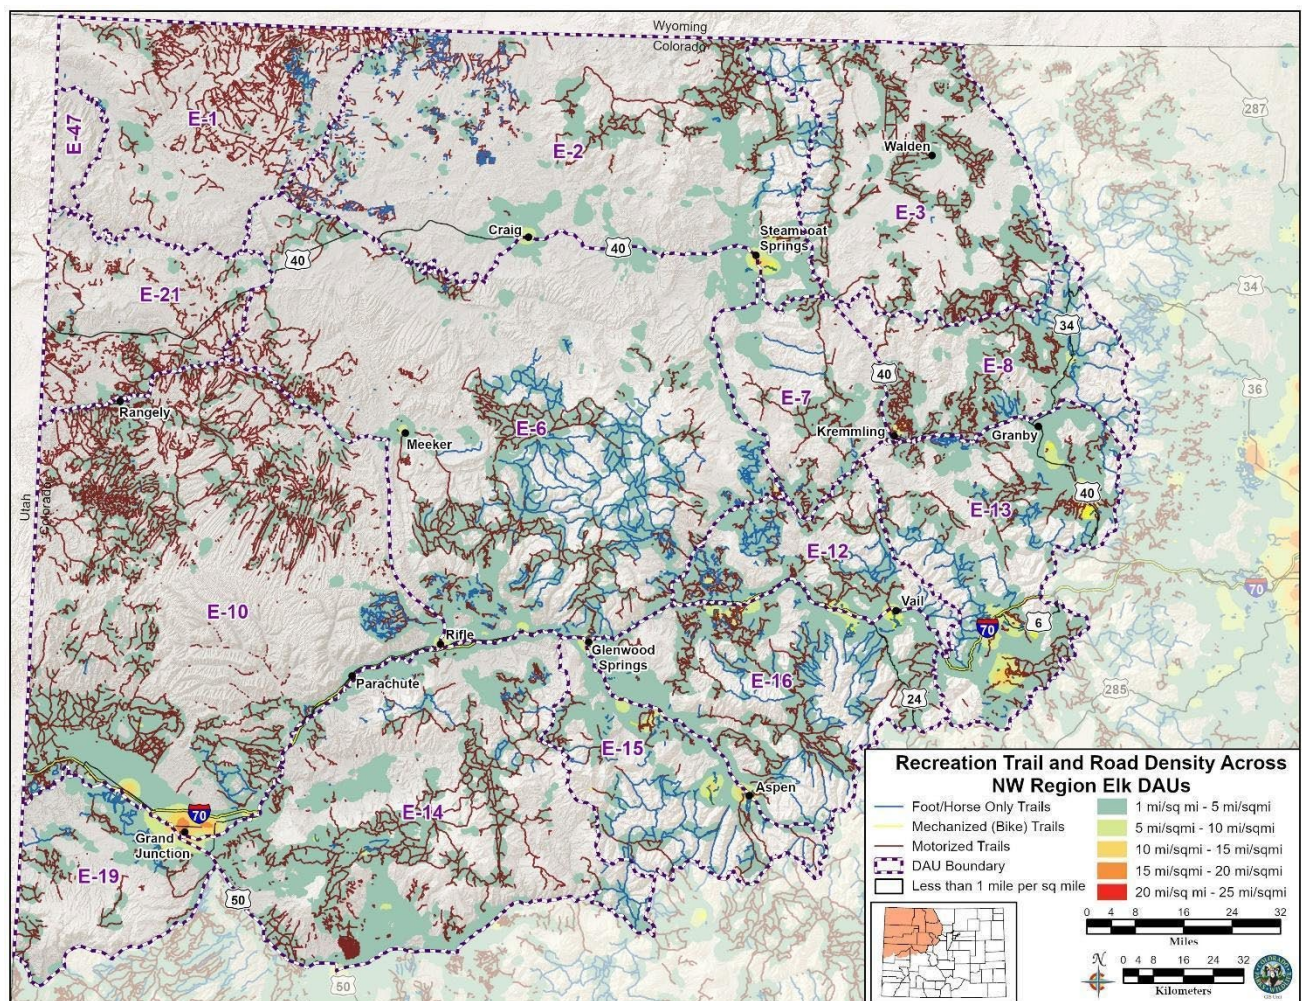 Wyoming
Colorado
287
E-47
E-1
E-2
Walden
E-3
Craig
40
Steamboat
Springs
40
E-21
34
34
E-8
40
E-7
36
Rangely
Meeker
E-6
Kremmling
Granby
Utah
Colorado
40
E-13
E-12
70
E-10
Vail
6
70
Rifle
Glenwood
Springs
Parachute
E-16
285
24
E-15
Aspen
E-14
70
Grand
Junction
E-19
50
50
Recreation Trail and Road Density Across
NW Region Elk DAUs
Foot/Horse Only Trails
Mechanized (Bike) Trails
Motorized Trails
DAU Boundary
Less than 1 mile per sq mile
1 mi/sq mi - 5 mi/sqmi
5 mi/sqmi - 10 mi/sqmi
10 mi/sqmi - 15 mi/sqmi
15 mi/sqmi - 20 mi/sqmi
20 mi/sq mi - 25 mi/sqmi
0 4 8 16 24 32
Miles
N
0 4 8 16 24 32
Kilometers